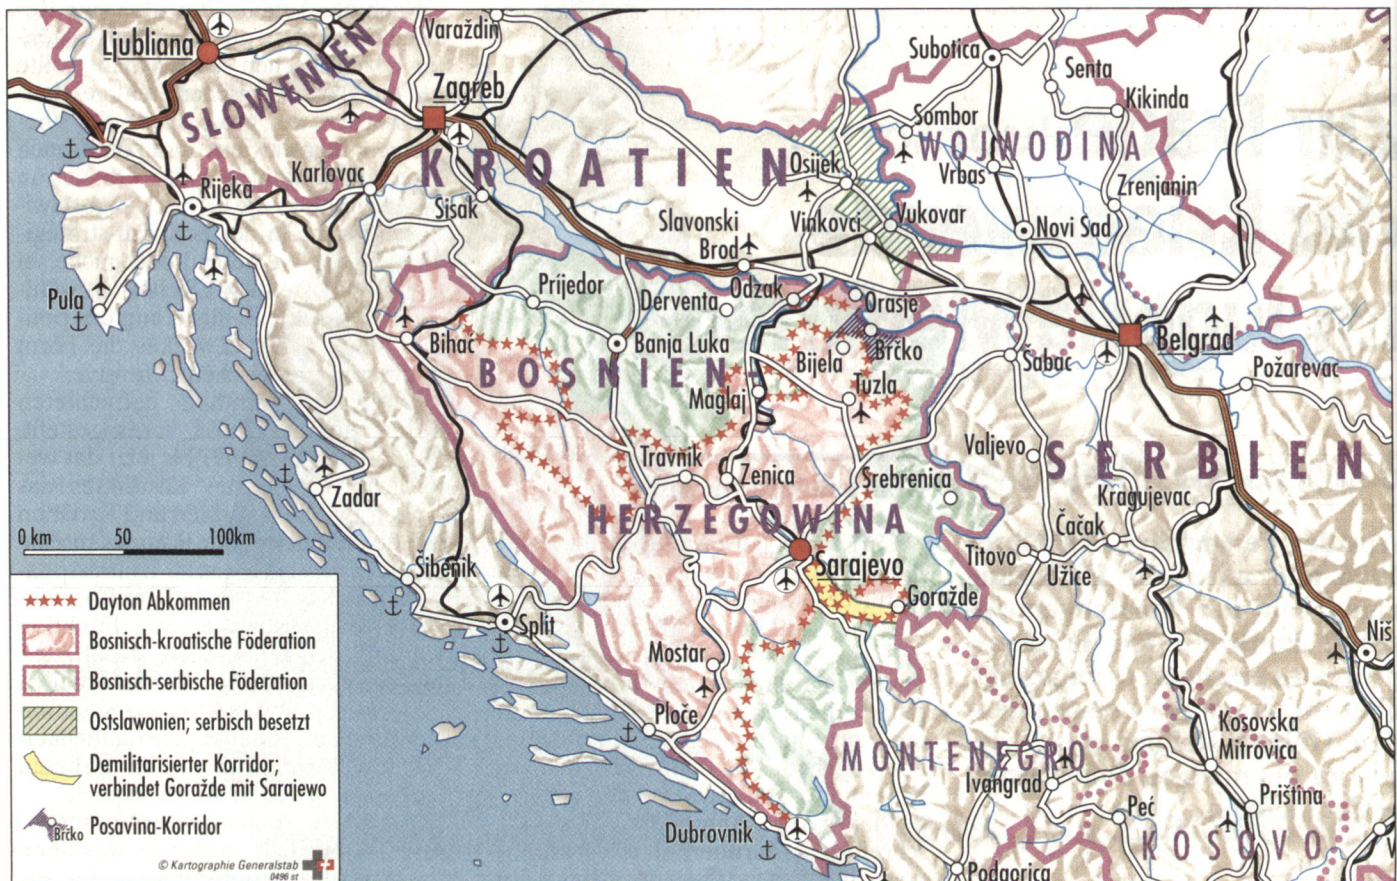 Ljubliana
SLOWENIEN
Varaždin
Zagreb
KROATIEN
Karlovac
Rijeka
Sisak
Pula
Slavonski
Brod
Osijek
Vinkovci
Vukovar
Subotica
Senta
Sombor
Kikinda
WOJWODINA
Vrbas
Zrenjanin
Novi Sad
Prijedor
Derventa
Odzak
Orasje
Bihać
Banja Luka
Bijela
Brčko
BOSNIEN-
Maglaj
Tuzla
Šabac
Belgrad
Požarevac
Travnik
Zenica
Srebrenica
Valjevo
SERBIEN
Kragujevac
HERZEGOWINA
Čačak
Titovo
Užice
Zadar
Sarajevo
Goražde
Šibenik
Split
Mostar
Niš
Ploče
Kosovska
Mitrovica
MONTENEGRO
Ivangrad
Peć
Priština
Dubrovnik
KOSOVO
Podgorica
0 km 50 100km
Dayton Abkommen
Bosnisch-kroatische Föderation
Bosnisch-serbische Föderation
Ostslawonien; serbisch besetzt
Demilitarisierter Korridor;
verbindet Goražde mit Sarajewo
Brčko Posavina-Korridor
© Kartographie Generalstab
0496 st